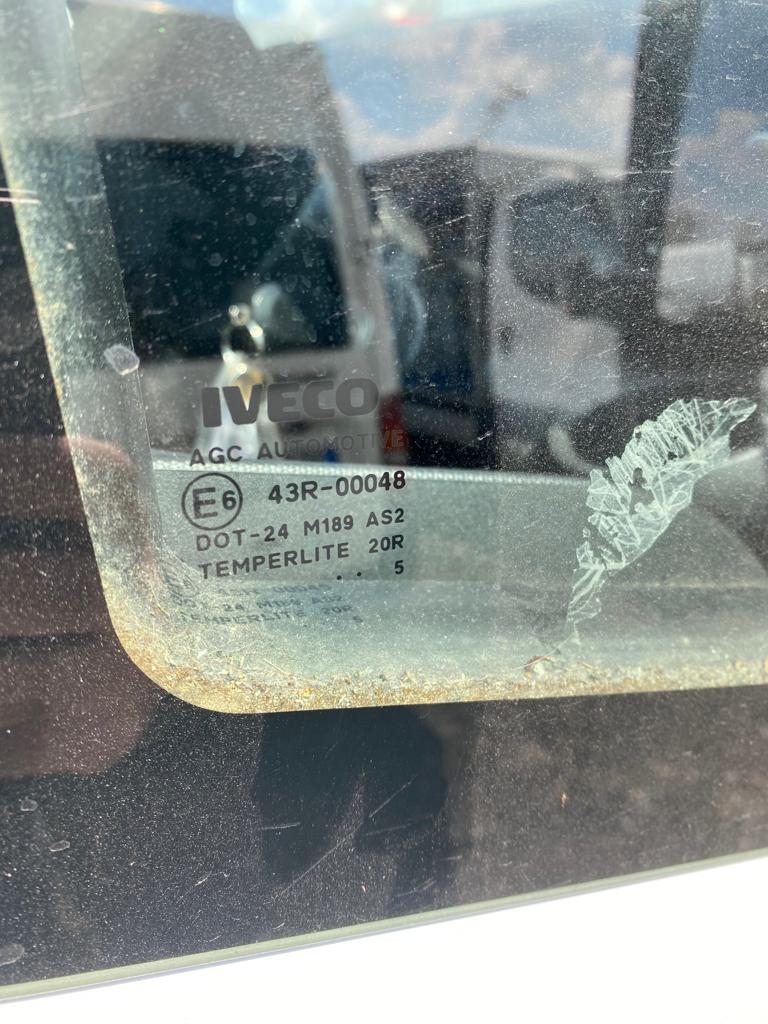 IVECO
AGC AUTOMOTIVE
E6 43R-00048
DOT-24 M189 AS2
TEMPERLITE 20R
. . 5